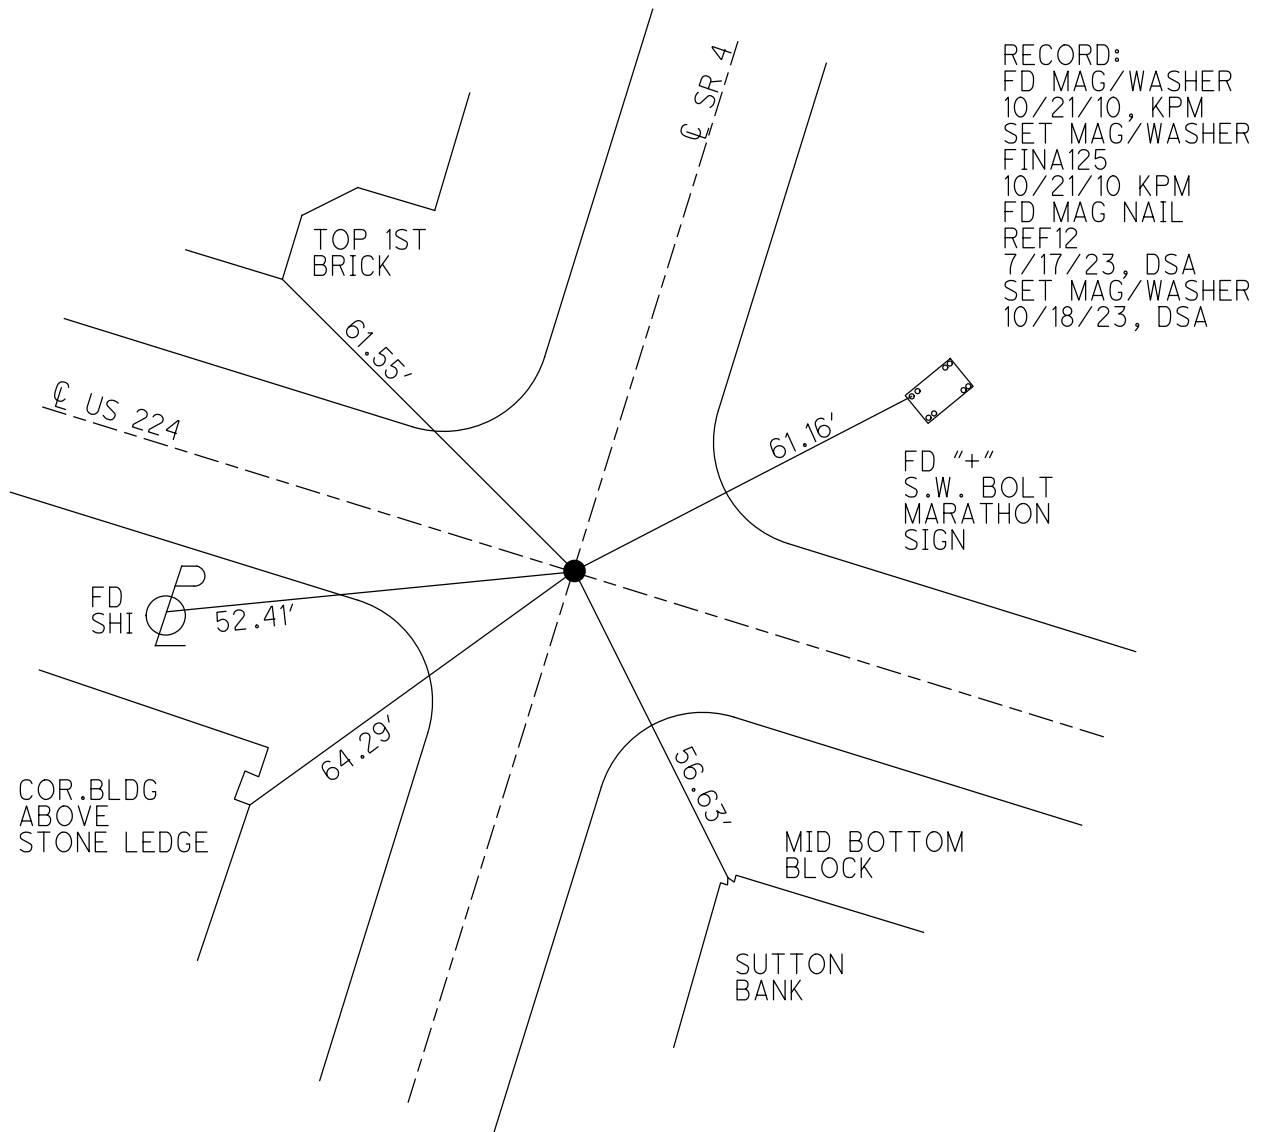 RECORD:
FD MAG/WASHER
10/21/10, KPM
SET MAG/WASHER
FINA125
10/21/10 KPM
FD MAG NAIL
REF12
7/17/23, DSA
SET MAG/WASHER
10/18/23, DSA
℄ SR 4
TOP 1ST
BRICK
61.55'
℄ US 224
61.16'
FD "+"
S.W. BOLT
MARATHON
SIGN
FD
SHI
52.41'
64.29'
COR.BLDG
ABOVE
STONE LEDGE
56.63'
MID BOTTOM
BLOCK
SUTTON
BANK